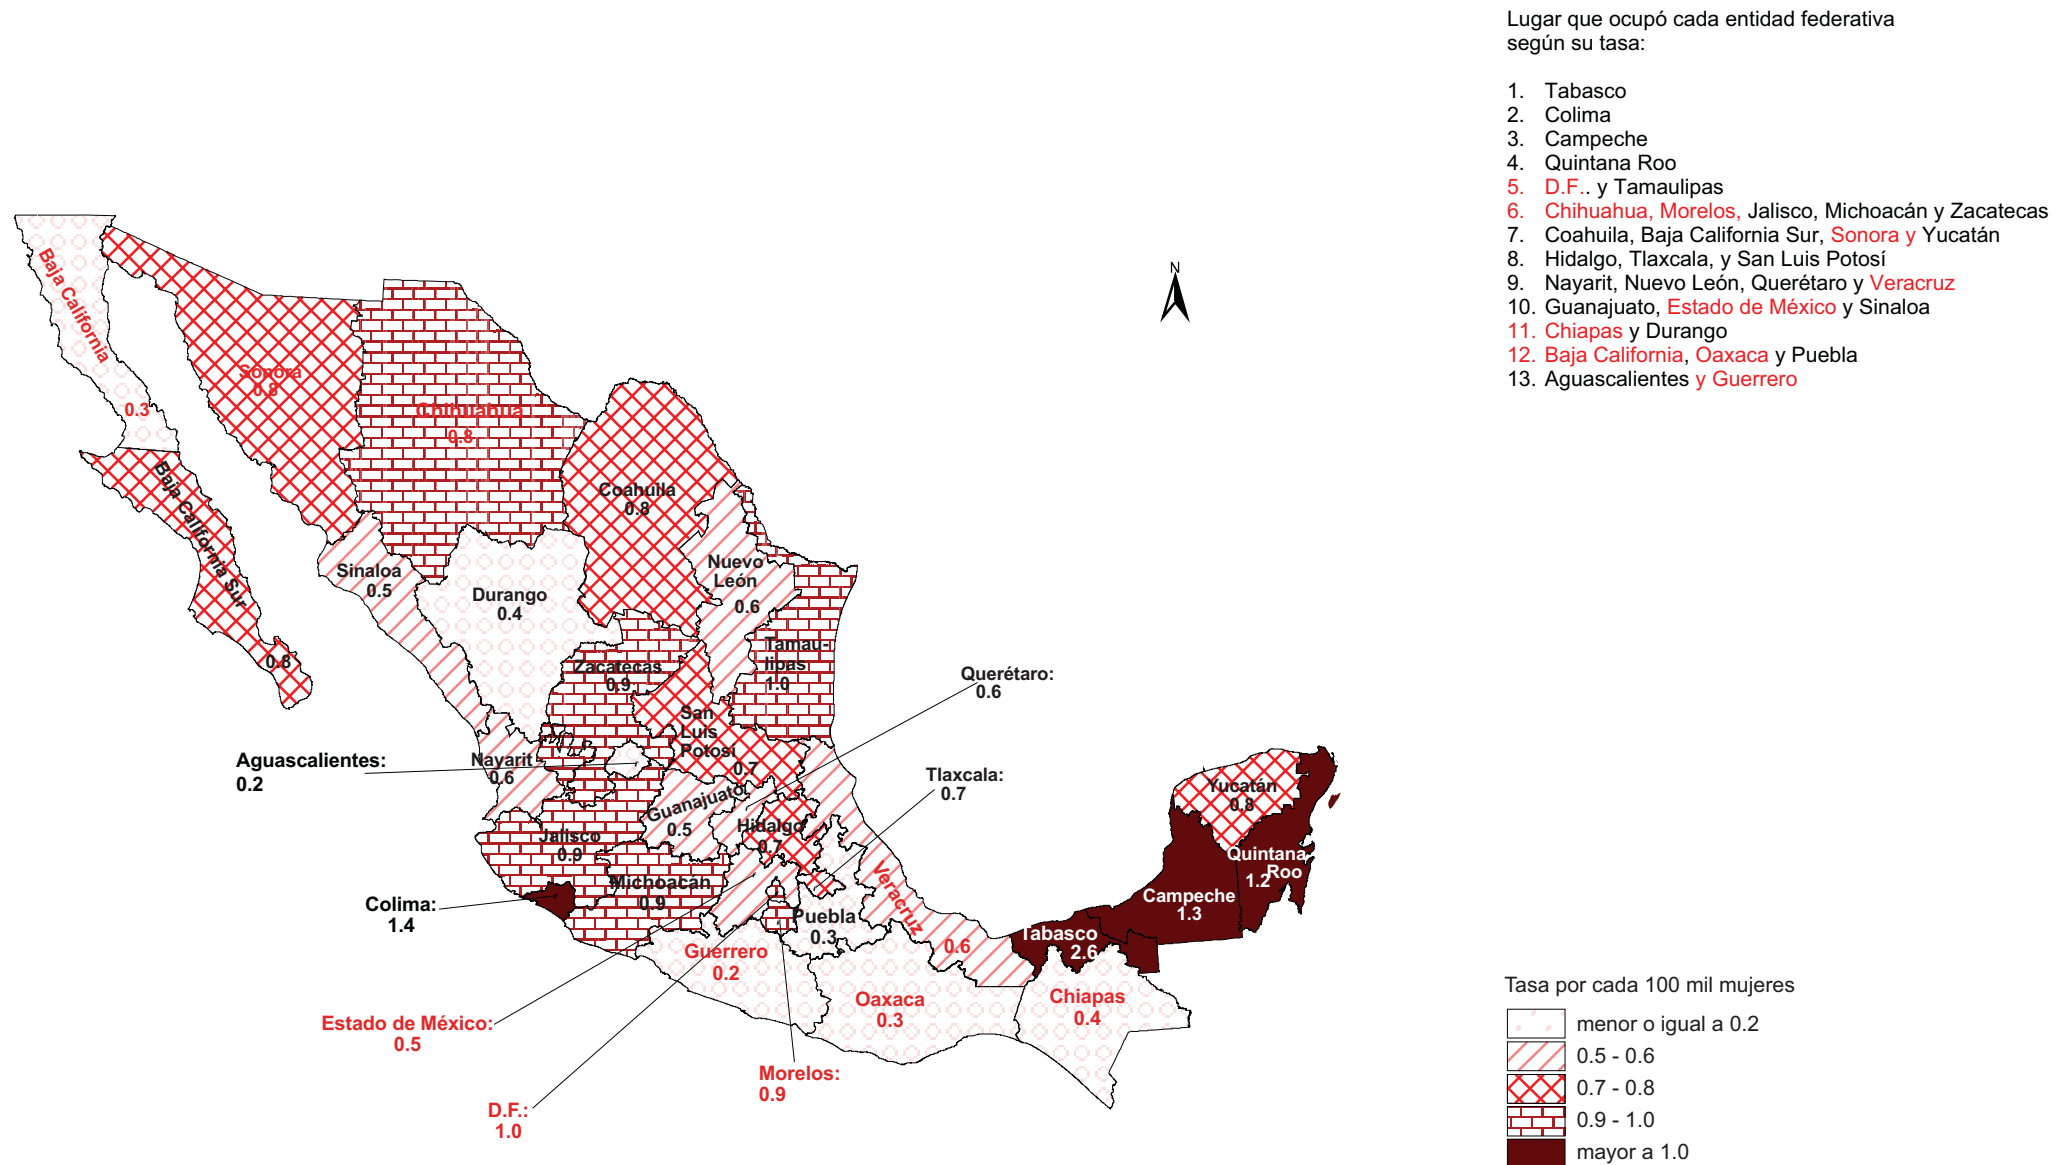 Lugar que ocupó cada entidad federativa
según su tasa:
1. Tabasco
2. Colima
3. Campeche
4. Quintana Roo
5. D.F.. y Tamaulipas
6. Chihuahua, Morelos, Jalisco, Michoacán y Zacatecas
7. Coahuila, Baja California Sur, Sonora y Yucatán
8. Hidalgo, Tlaxcala, y San Luis Potosí
9. Nayarit, Nuevo León, Querétaro y Veracruz
10. Guanajuato, Estado de México y Sinaloa
11. Chiapas y Durango
12. Baja California, Oaxaca y Puebla
13. Aguascalientes y Guerrero
N
Baja California
0.3
Sonora
0.8
Chihuahua
0.8
Coahuila
0.8
Baja California Sur
0.8
Sinaloa
0.5
Durango
0.4
Nuevo
León
0.6
Tamau-
lipas
1.0
Zacatecas
0.9
San
Luis
Potosí
0.7
Querétaro:
0.6
Aguascalientes:
0.2
Nayarit
0.6
Tlaxcala:
0.7
Guanajuato
0.5
Hidalgo
0.7
Jalisco
0.9
Michoacán
0.9
Colima:
1.4
Puebla
0.3
Veracruz
0.6
Yucatán
0.8
Quintana
Roo
1.2
Campeche
1.3
Tabasco
2.6
Guerrero
0.2
Oaxaca
0.3
Chiapas
0.4
Estado de México:
0.5
Morelos:
0.9
D.F.:
1.0
Tasa por cada 100 mil mujeres
menor o igual a 0.2
0.5 - 0.6
0.7 - 0.8
0.9 - 1.0
mayor a 1.0